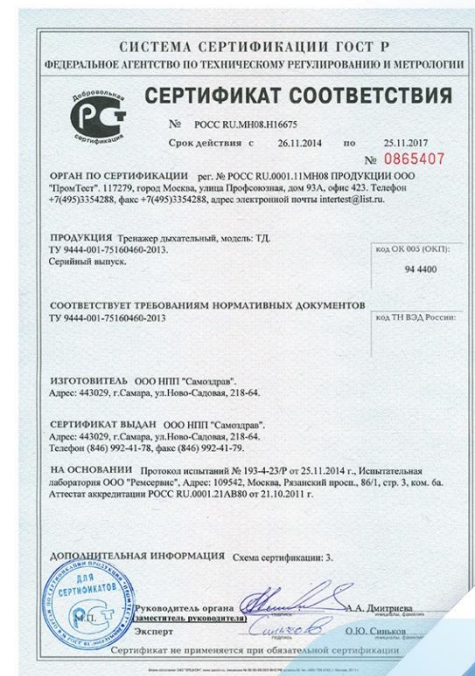 СИСТЕМА СЕРТИФИКАЦИИ ГОСТ Р
ФЕДЕРАЛЬНОЕ АГЕНТСТВО ПО ТЕХНИЧЕСКОМУ РЕГУЛИРОВАНИЮ И МЕТРОЛОГИИ
Добровольная
сертификация
СЕРТИФИКАТ СООТВЕТСТВИЯ
№ РОСС RU.МН08.Н16675
Срок действия с 26.11.2014 по 25.11.2017
№ 0865407
ОРГАН ПО СЕРТИФИКАЦИИ рег. № РОСС RU.0001.11МН08 ПРОДУКЦИИ ООО
"ПромТест". 117279, город Москва, улица Профсоюзная, дом 93А, офис 423. Телефон
+7(495)3354288, факс +7(495)3354288, адрес электронной почты intertest@list.ru.
ПРОДУКЦИЯ Тренажер дыхательный, модель: ТД.
ТУ 9444-001-75160460-2013.
Серийный выпуск.
код ОК 005 (ОКП):
94 4400
СООТВЕТСТВУЕТ ТРЕБОВАНИЯМ НОРМАТИВНЫХ ДОКУМЕНТОВ
ТУ 9444-001-75160460-2013
код ТН ВЭД России:
ИЗГОТОВИТЕЛЬ ООО НПП "Самоздрав".
Адрес: 443029, г.Самара, ул.Ново-Садовая, 218-64.
СЕРТИФИКАТ ВЫДАН ООО НПП "Самоздрав".
Адрес: 443029, г.Самара, ул.Ново-Садовая, 218-64.
Телефон (846) 992-41-78, факс (846) 992-41-79.
НА ОСНОВАНИИ Протокол испытаний № 193-4-23/Р от 25.11.2014 г., Испытательная
лаборатория ООО "Ремсервис", Адрес: 109542, Москва, Рязанский просп., 86/1, стр. 3, ком. 6а.
Аттестат аккредитации РОСС RU.0001.21АВ80 от 21.10.2011 г.
ДОПОЛНИТЕЛЬНАЯ ИНФОРМАЦИЯ Схема сертификации: 3.
ДЛЯ
СЕРТИФИКАТОВ
М.П.
Руководитель органа
(заместитель руководителя)
А.А. Дмитриева
Эксперт
О.Ю. Синьков
Сертификат не применяется при обязательной сертификации